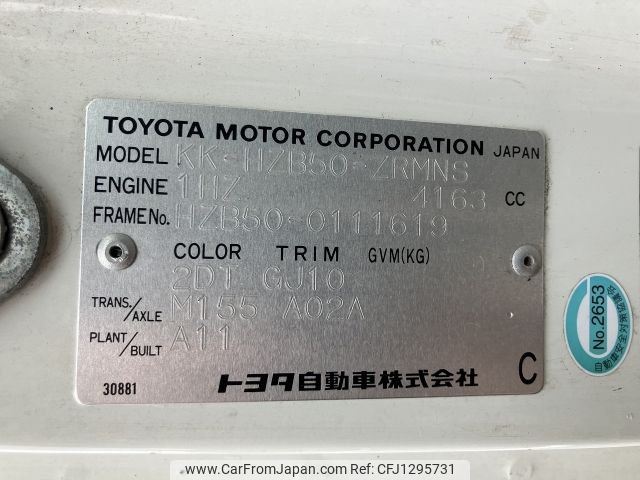 TOYOTA MOTOR CORPORATION JAPAN
MODEL KK-HZB50-ZRMNS
ENGINE 1HZ 4163 CC
FRAME No. HZB50-0111619
COLOR TRIM GVM(KG)
2DT GJ10
TRANS./AXLE M155 A02A
PLANT/BUILT A11
30881 トヨタ自動車株式会社 C
No.2653
www.CarFromJapan.com | CarFromJapan - CFJ1295731